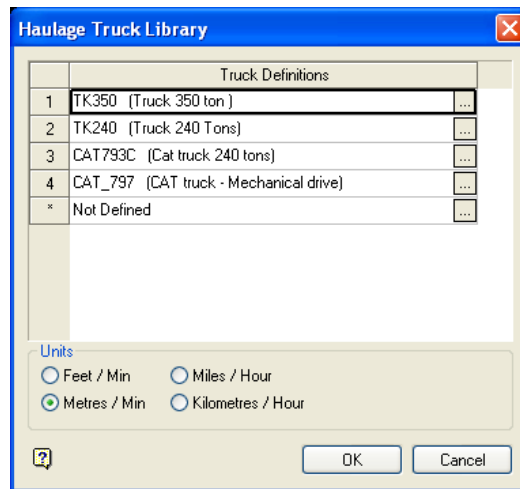 Haulage Truck Library
Truck Definitions
1 TK350 (Truck 350 ton ) ...
2 TK240 (Truck 240 Tons) ...
3 CAT793C (Cat truck 240 tons) ...
4 CAT_797 (CAT truck - Mechanical drive) ...
* Not Defined ...
Units
Feet / Min Miles / Hour
Metres / Min Kilometres / Hour
? OK Cancel